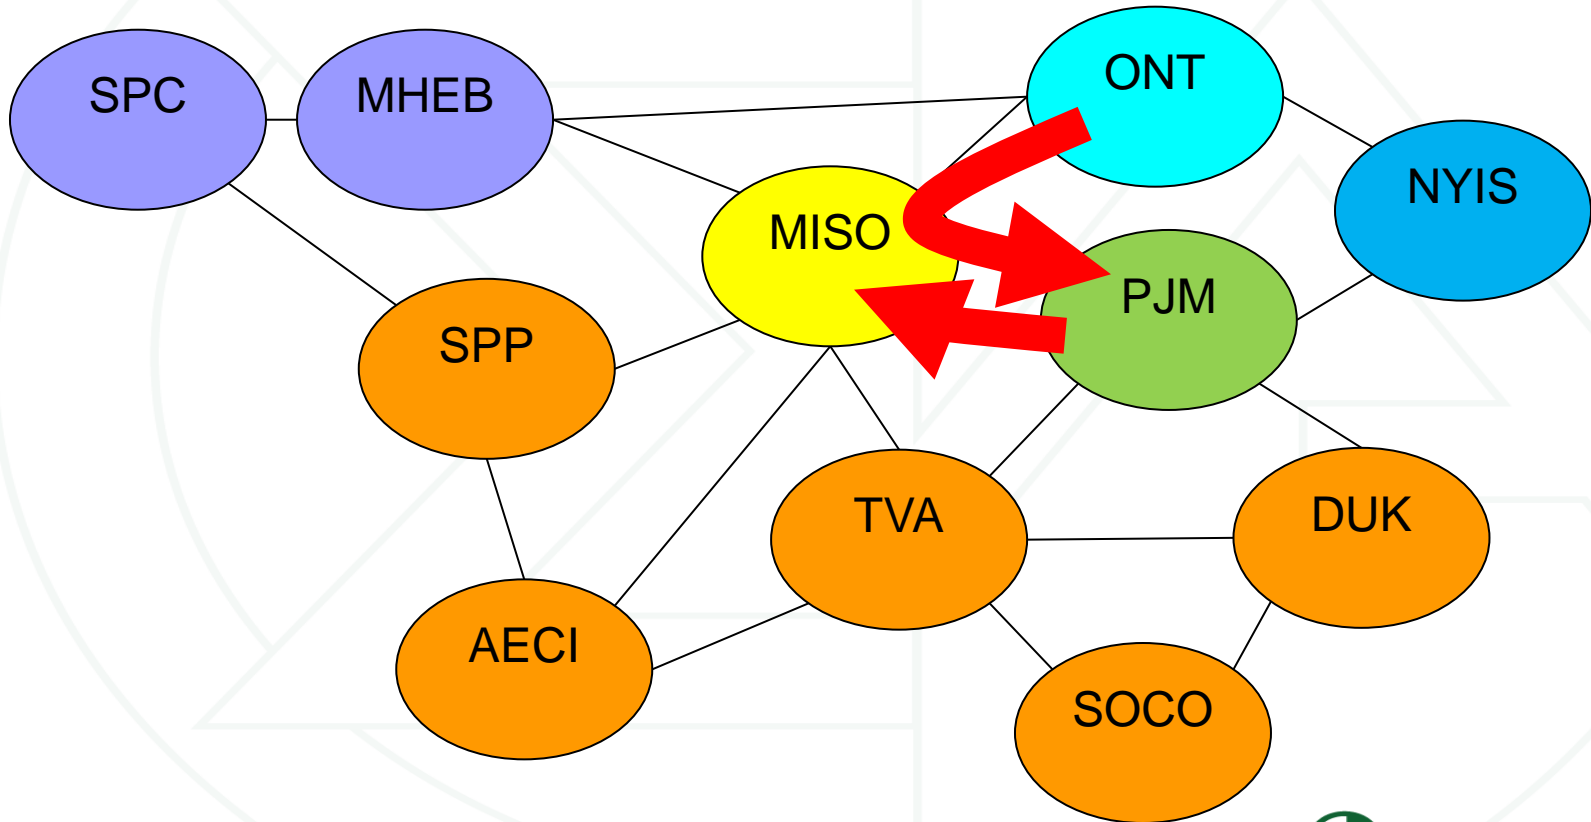 SPC
MHEB
ONT
NYIS
MISO
PJM
SPP
TVA
DUK
AECI
SOCO